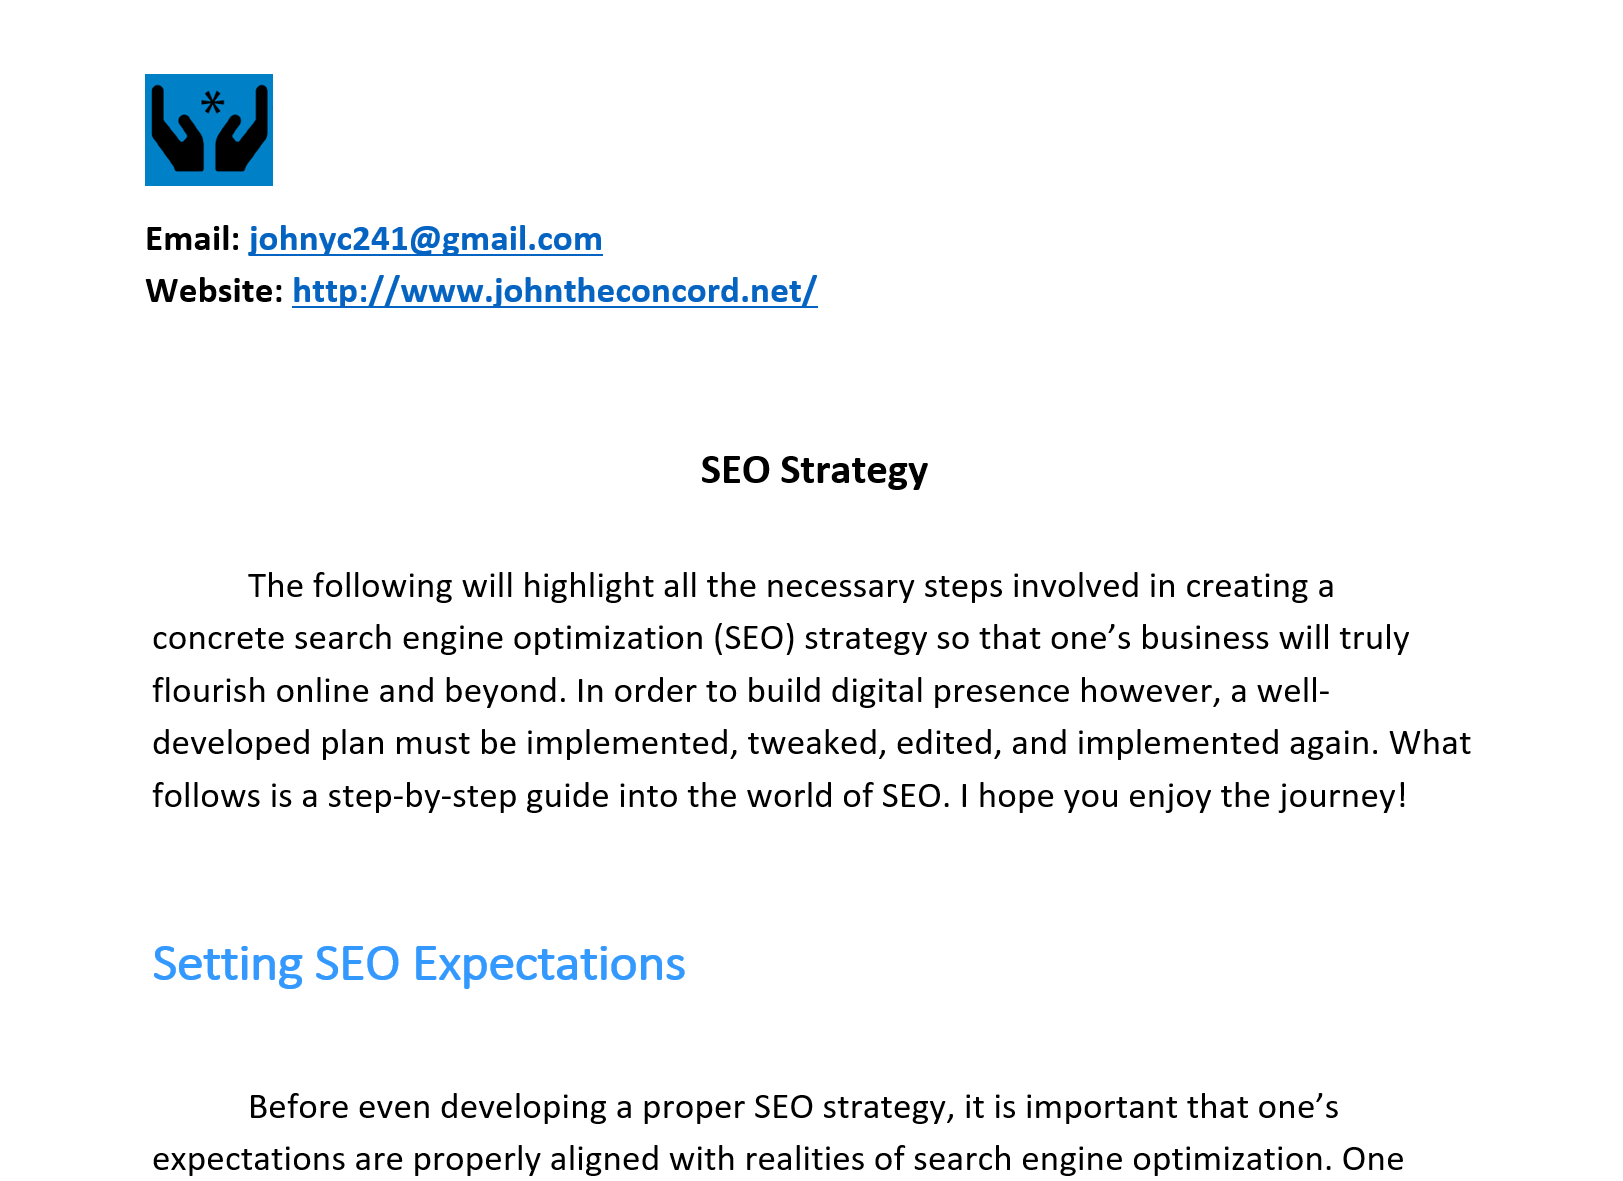 *
Email: johnyc241@gmail.com
Website: http://www.johntheconcord.net/
SEO Strategy
The following will highlight all the necessary steps involved in creating a
concrete search engine optimization (SEO) strategy so that one’s business will truly
flourish online and beyond. In order to build digital presence however, a well-
developed plan must be implemented, tweaked, edited, and implemented again. What
follows is a step-by-step guide into the world of SEO. I hope you enjoy the journey!
Setting SEO Expectations
Before even developing a proper SEO strategy, it is important that one’s
expectations are properly aligned with realities of search engine optimization. One